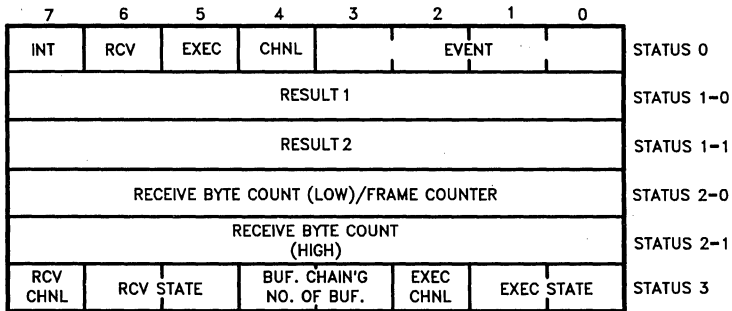 7 6 5 4 3 2 1 0
INT RCV EXEC CHNL EVENT STATUS 0
RESULT 1 STATUS 1-0
RESULT 2 STATUS 1-1
RECEIVE BYTE COUNT (LOW)/FRAME COUNTER STATUS 2-0
RECEIVE BYTE COUNT
(HIGH) STATUS 2-1
RCV CHNL RCV STATE BUF. CHAIN'G NO. OF BUF. EXEC CHNL EXEC STATE STATUS 3